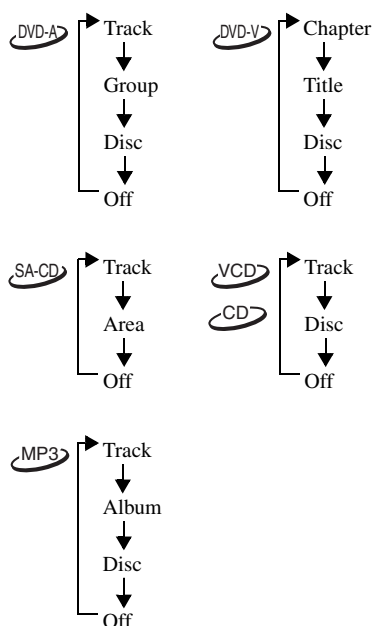 DVD-A
Track
Group
Disc
Off
DVD-V
Chapter
Title
Disc
Off
SA-CD
Track
Area
Off
VCD
CD
Track
Disc
Off
MP3
Track
Album
Disc
Off